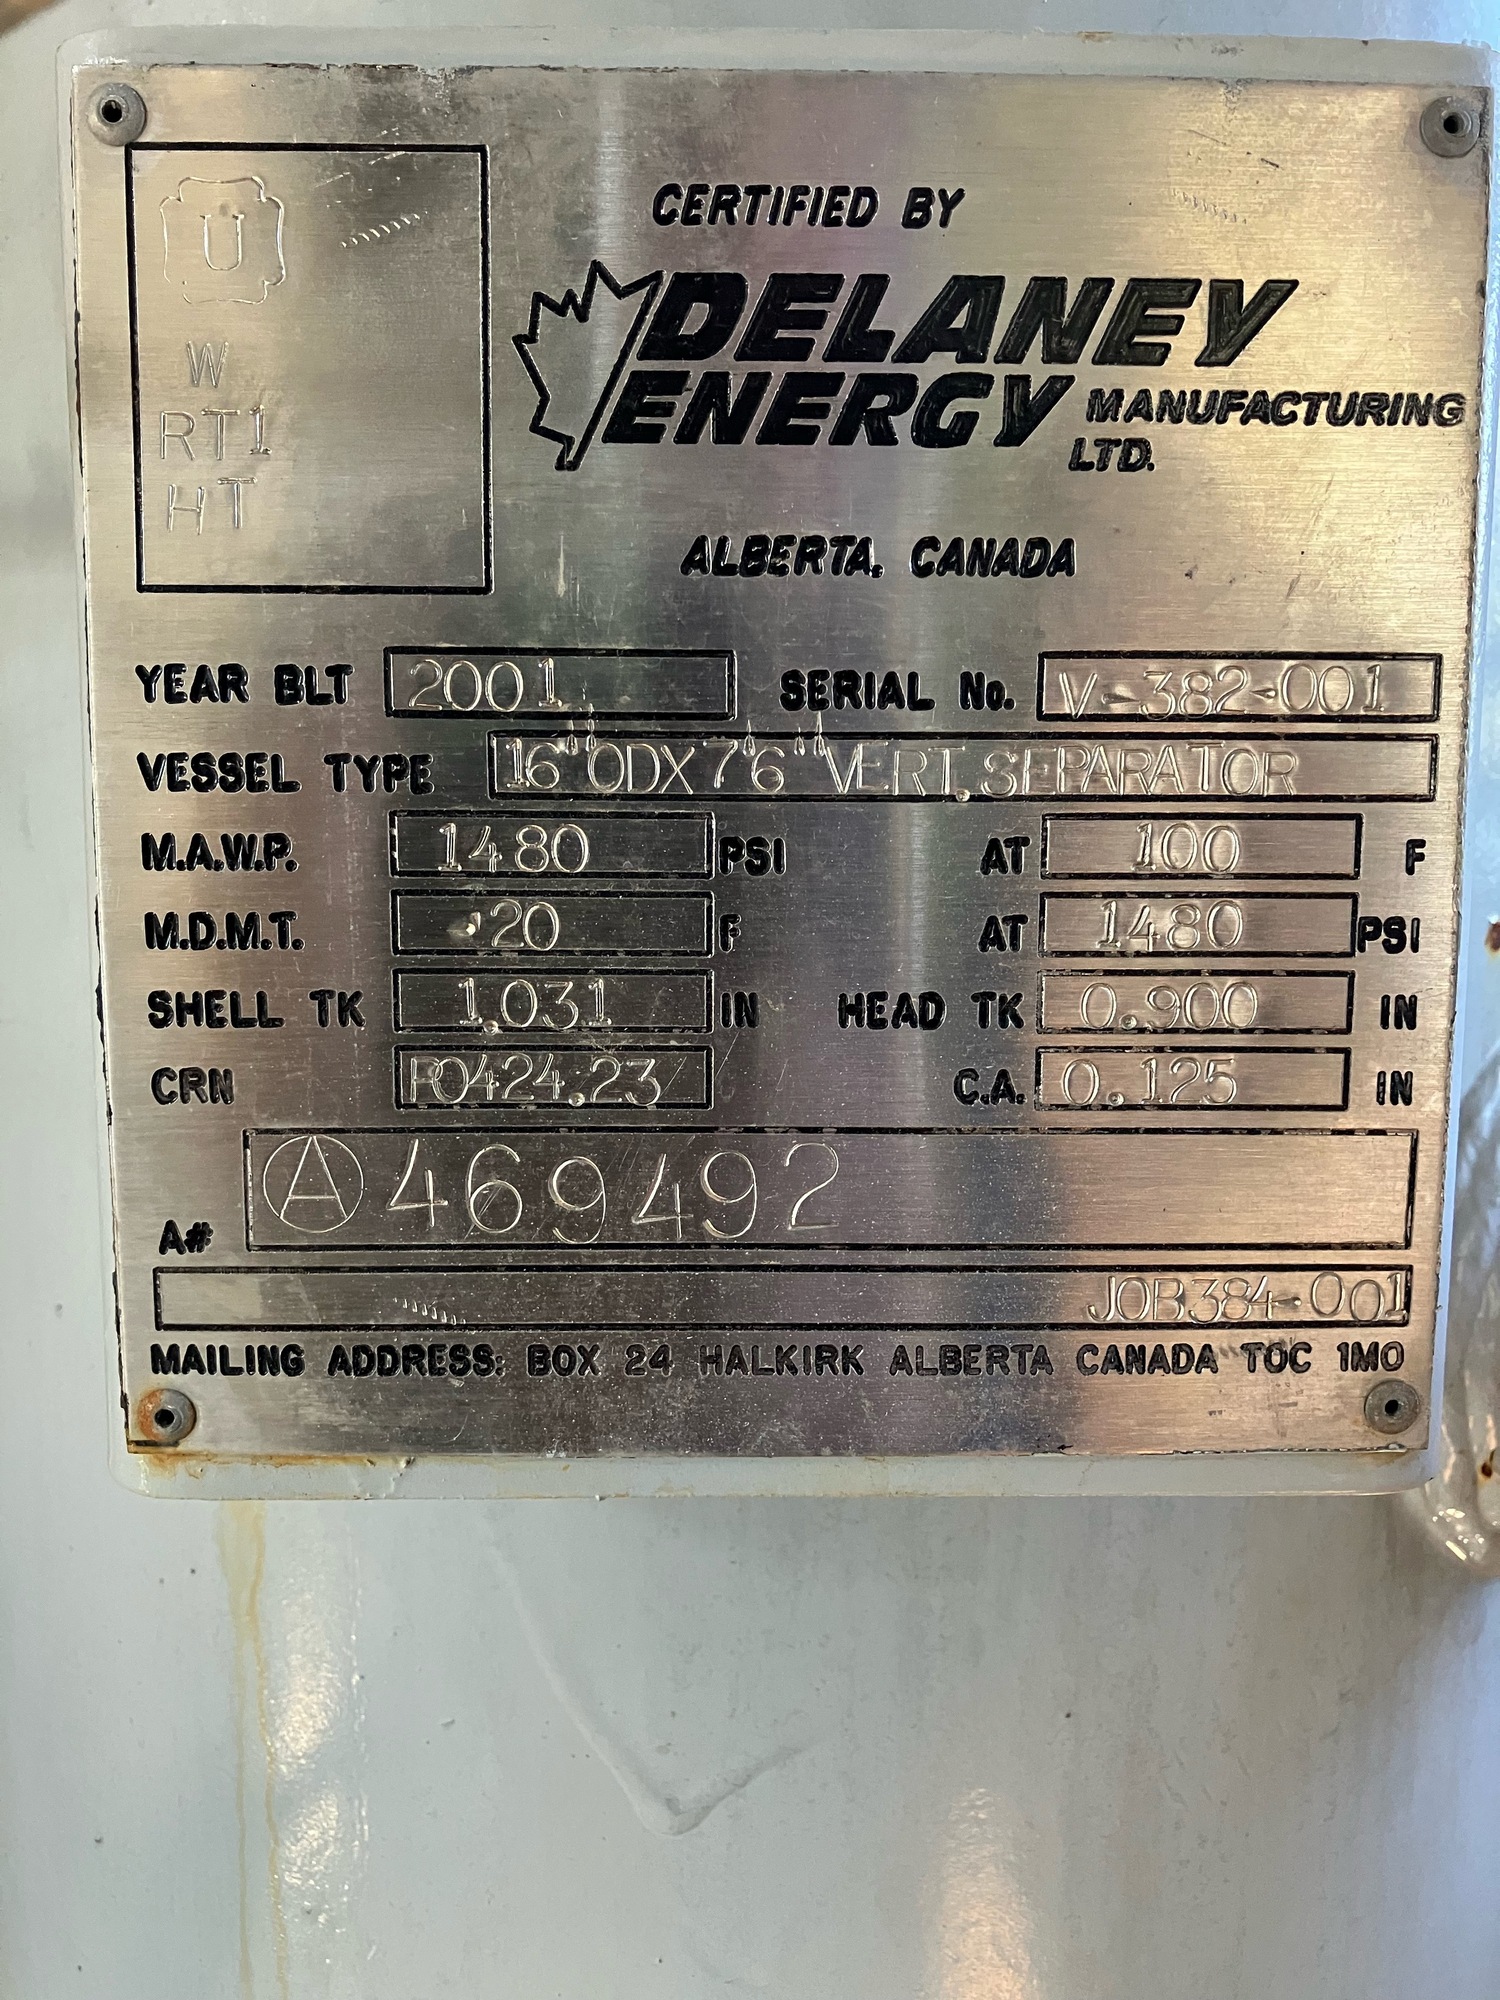 U
W
RT1
HT
CERTIFIED BY
DELANEY
ENERGY MANUFACTURING
LTD.
ALBERTA, CANADA
YEAR BLT 2001 SERIAL No. V-382-001
VESSEL TYPE 16"ODX7'6"VERT.SEPARATOR
M.A.W.P. 1480 PSI AT 100 F
M.D.M.T. -20 F AT 1480 PSI
SHELL TK 1.031 IN HEAD TK 0.900 IN
CRN P0424.23 C.A. 0.125 IN
A# A 469492
JOB384-001
MAILING ADDRESS: BOX 24 HALKIRK ALBERTA CANADA TOC 1MO